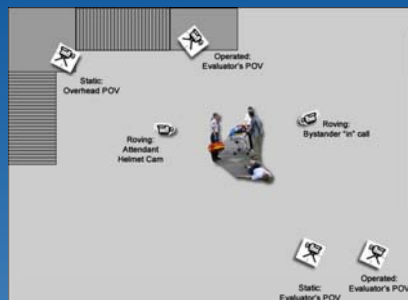 Operated:
Evaluator's POV
Static:
Overhead POV
Roving:
Attendant
Helmet Cam
Roving:
Bystander "in" call
Static:
Evaluator's POV
Operated:
Evaluator's POV